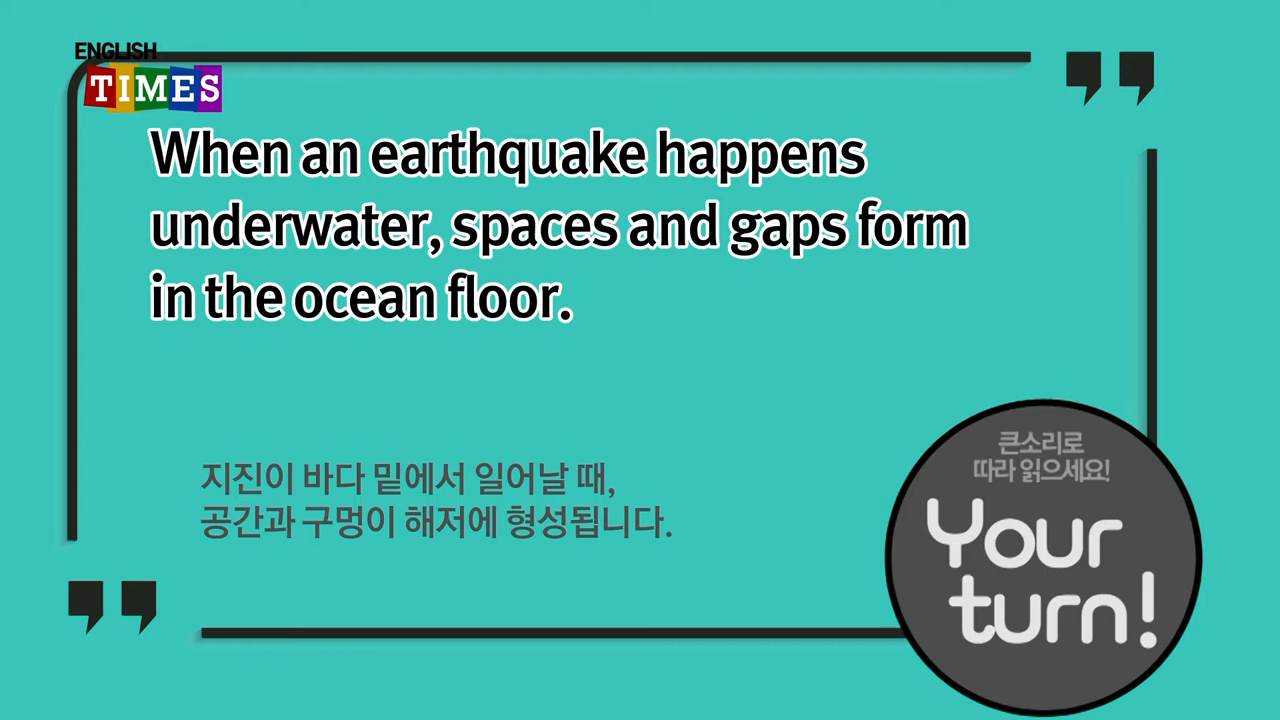 ENGLISH
TIMES
When an earthquake happens
underwater, spaces and gaps form
in the ocean floor.
지진이 바다 밑에서 일어날 때,
공간과 구멍이 해저에 형성됩니다.
큰소리로
따라 읽으세요!
Your
turn!